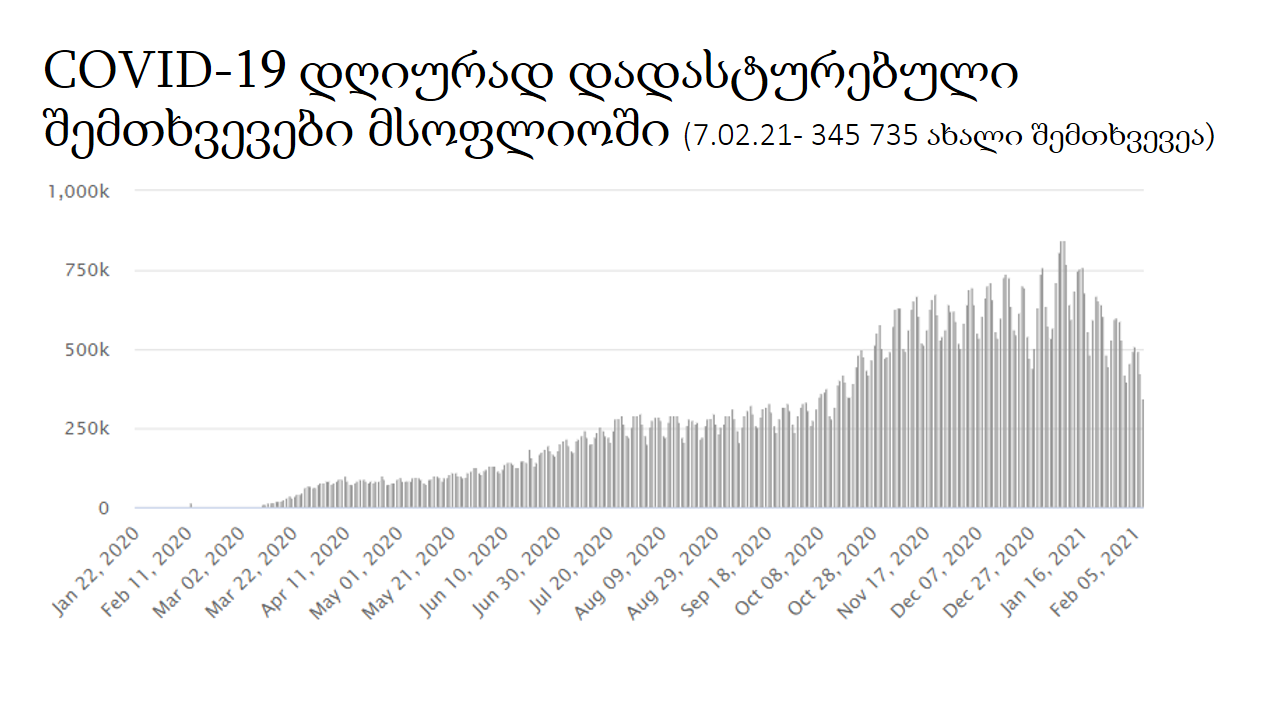 COVID-19 დღიურად დადასტურებული
შემთხვევები მსოფლიოში (7.02.21- 345 735 ახალი შემთხვევეა)
1,000k
750k
500k
250k
0
Jan 22, 2020
Feb 11, 2020
Mar 02, 2020
Mar 22, 2020
Apr 11, 2020
May 01, 2020
May 21, 2020
Jun 10, 2020
Jun 30, 2020
Jul 20, 2020
Aug 09, 2020
Aug 29, 2020
Sep 18, 2020
Oct 08, 2020
Oct 28, 2020
Nov 17, 2020
Dec 07, 2020
Dec 27, 2020
Jan 16, 2021
Feb 05, 2021